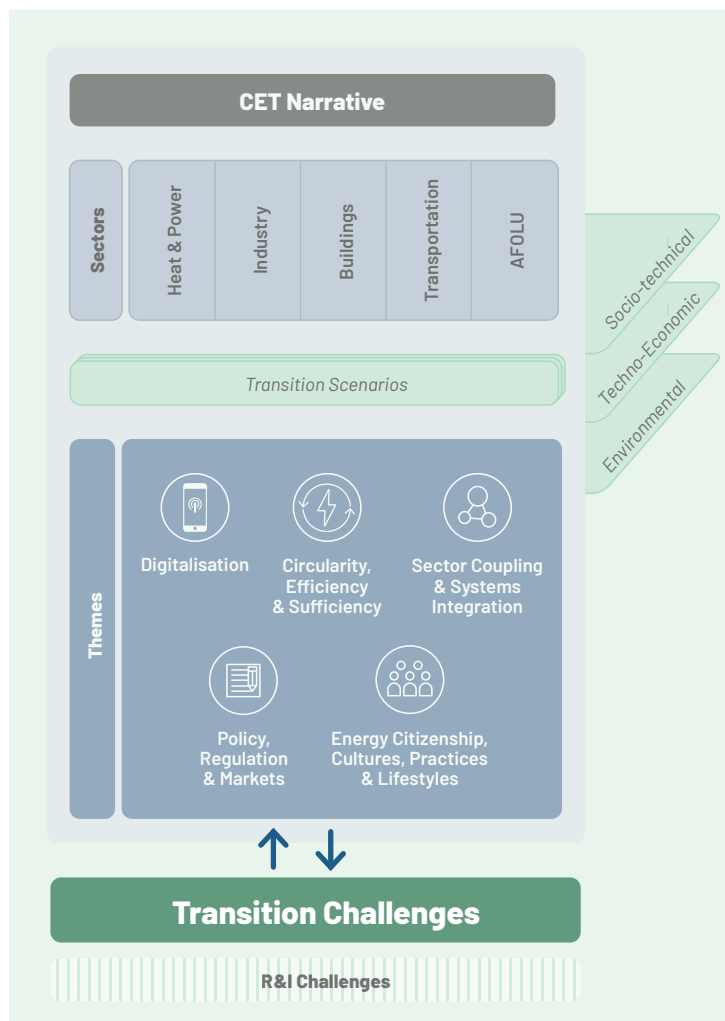 CET Narrative
Sectors
Heat & Power
Industry
Buildings
Transportation
AFOLU
Socio-technical
Techno-Economic
Environmental
Transition Scenarios
Themes
Digitalisation
Circularity,
Efficiency
& Sufficiency
Sector Coupling
& Systems
Integration
Policy,
Regulation
& Markets
Energy Citizenship,
Cultures, Practices
& Lifestyles
Transition Challenges
R&I Challenges